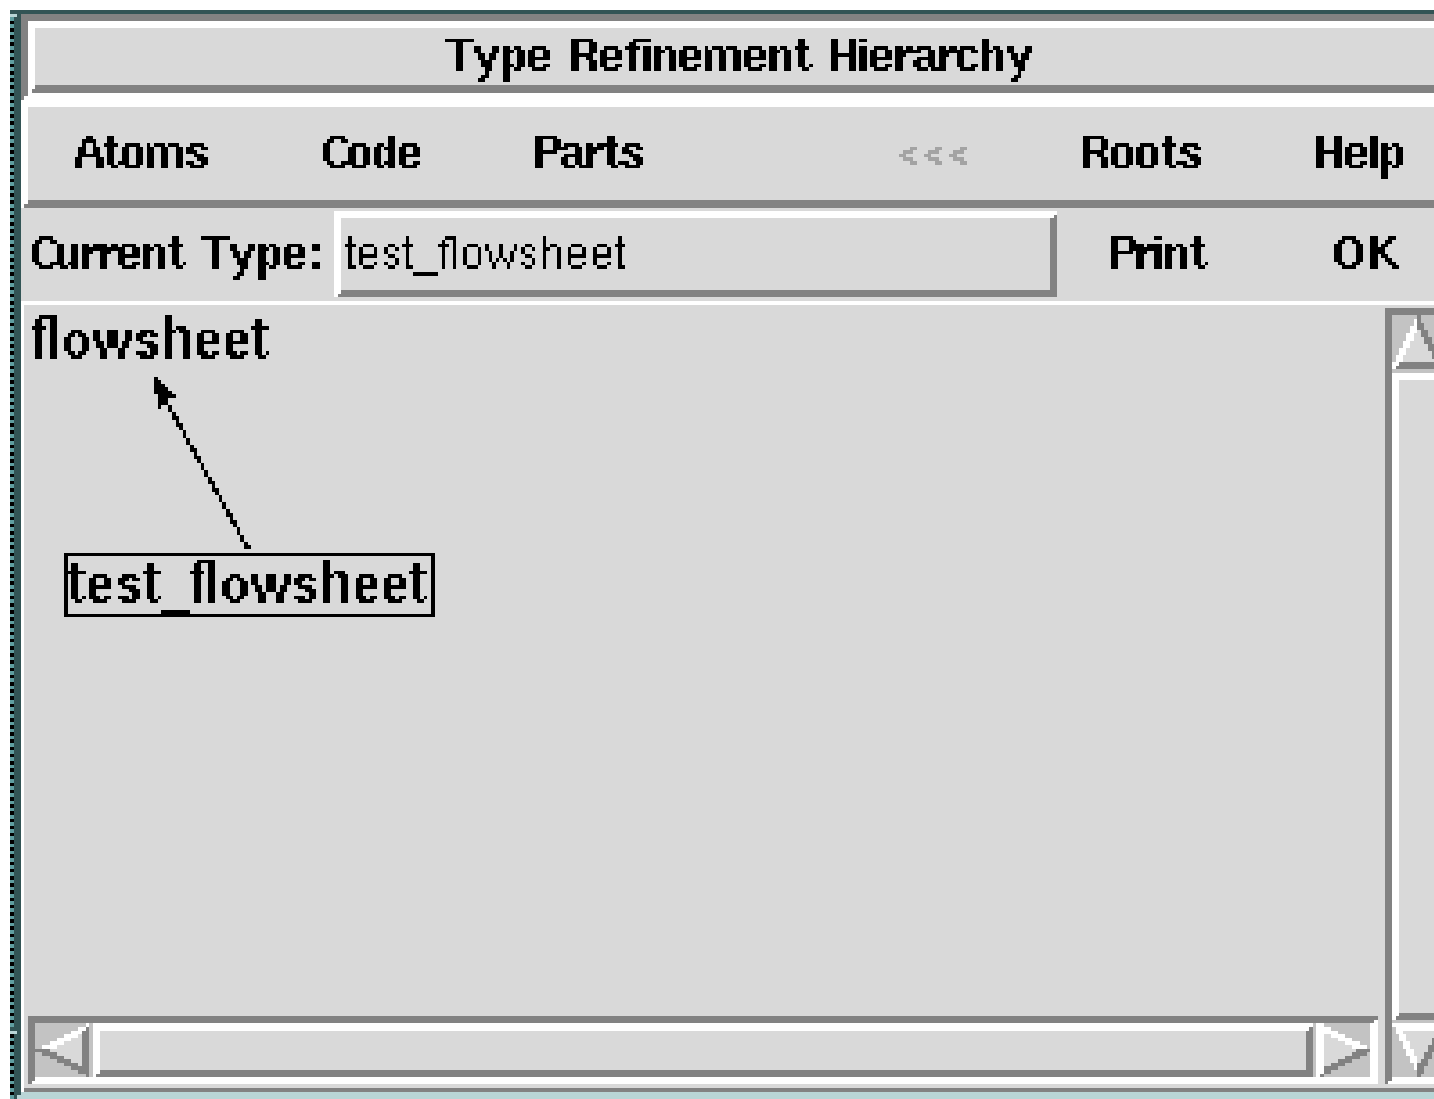 Type Refinement Hierarchy
Atoms Code Parts <<< Roots Help
Current Type: test_flowsheet Print OK
flowsheet
test_flowsheet